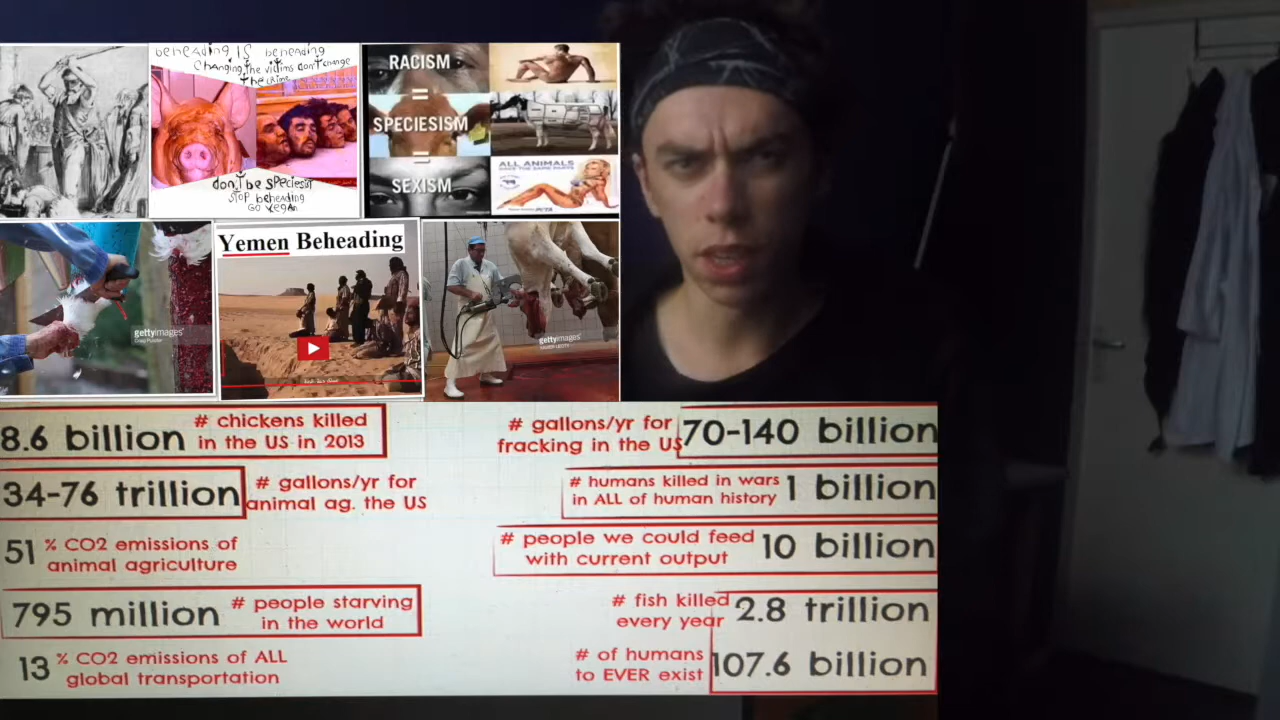 beheading IS beheading
Changing the victims don't change
the crime
don't be speciesist
STOP beheading
GO vegan
RACISM
=
SPECIESISM
=
SEXISM
ALL ANIMALS
HAVE THE SAME PARTS
PETA
gettyimages
Yemen Beheading
gettyimages
8.6 billion
# chickens killed
in the US in 2013
34-76 trillion
# gallons/yr for
animal ag. the US
51
% CO2 emissions of
animal agriculture
795 million
# people starving
in the world
13
% CO2 emissions of ALL
global transportation
# gallons/yr for
fracking in the US
70-140 billion
# humans killed in wars
in ALL of human history
1 billion
# people we could feed
with current output
10 billion
# fish killed
every year
2.8 trillion
# of humans
to EVER exist
107.6 billion